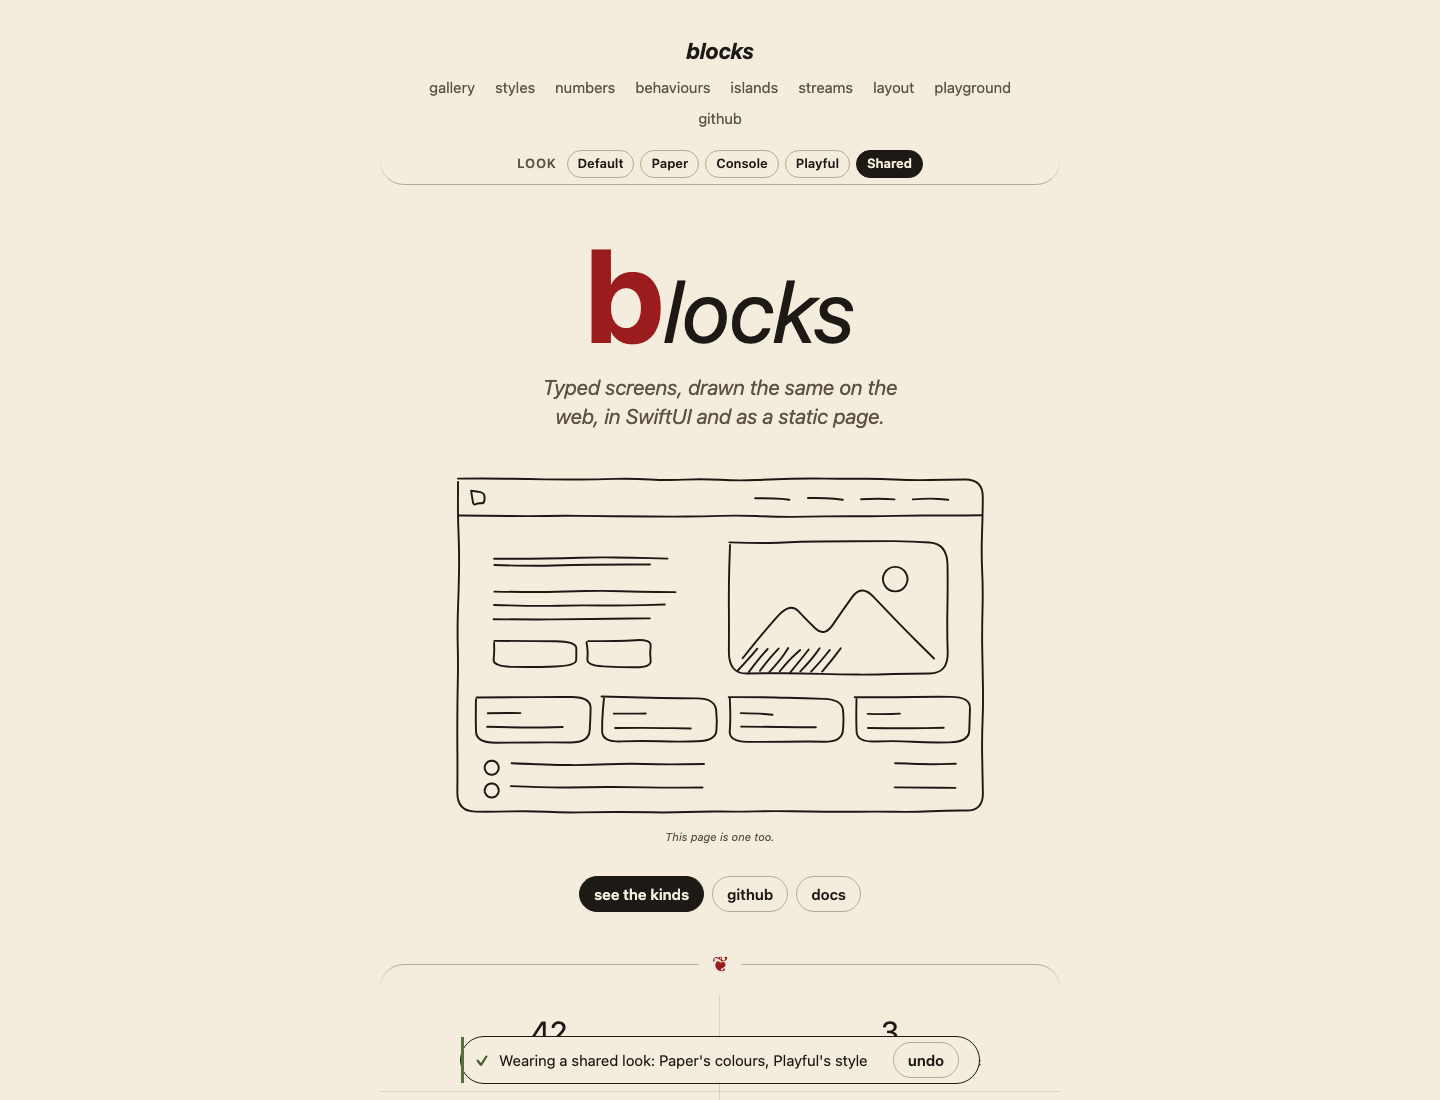 blocks
gallery styles numbers behaviours islands streams layout playground
github
LOOK Default Paper Console Playful Shared
blocks
Typed screens, drawn the same on the
web, in SwiftUI and as a static page.
This page is one too.
see the kinds github docs
42 3
Wearing a shared look: Paper's colours, Playful's style undo